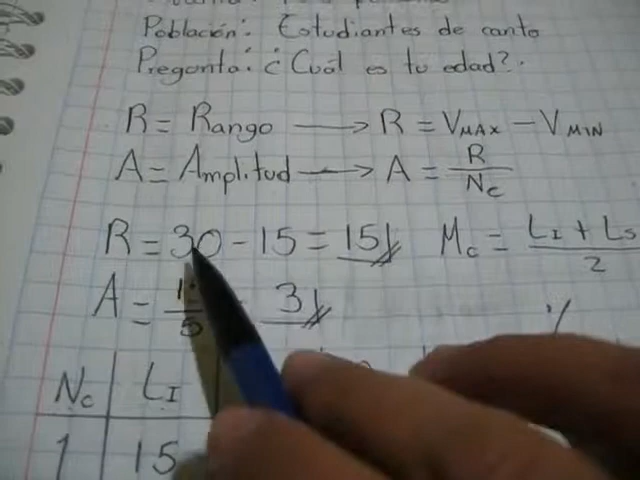 Población: Estudiantes de canto
Pregunta: ¿Cuál es tu edad?.
R = Rango → R = VMAX − VMIN
A = Amplitud → A = R/Nc
R = 30 − 15 = 15 Mc = LI + LS / 2
A = 3
Nc LI
1 15